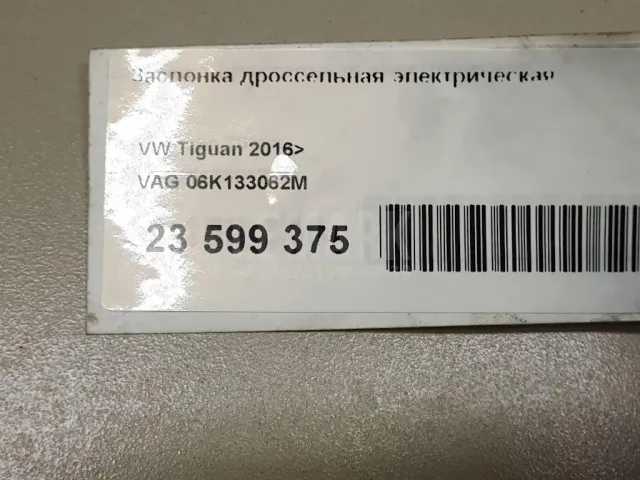 Заслонка дроссельная электрическая
VW Tiguan 2016>
VAG 06K133062M
23 599 375